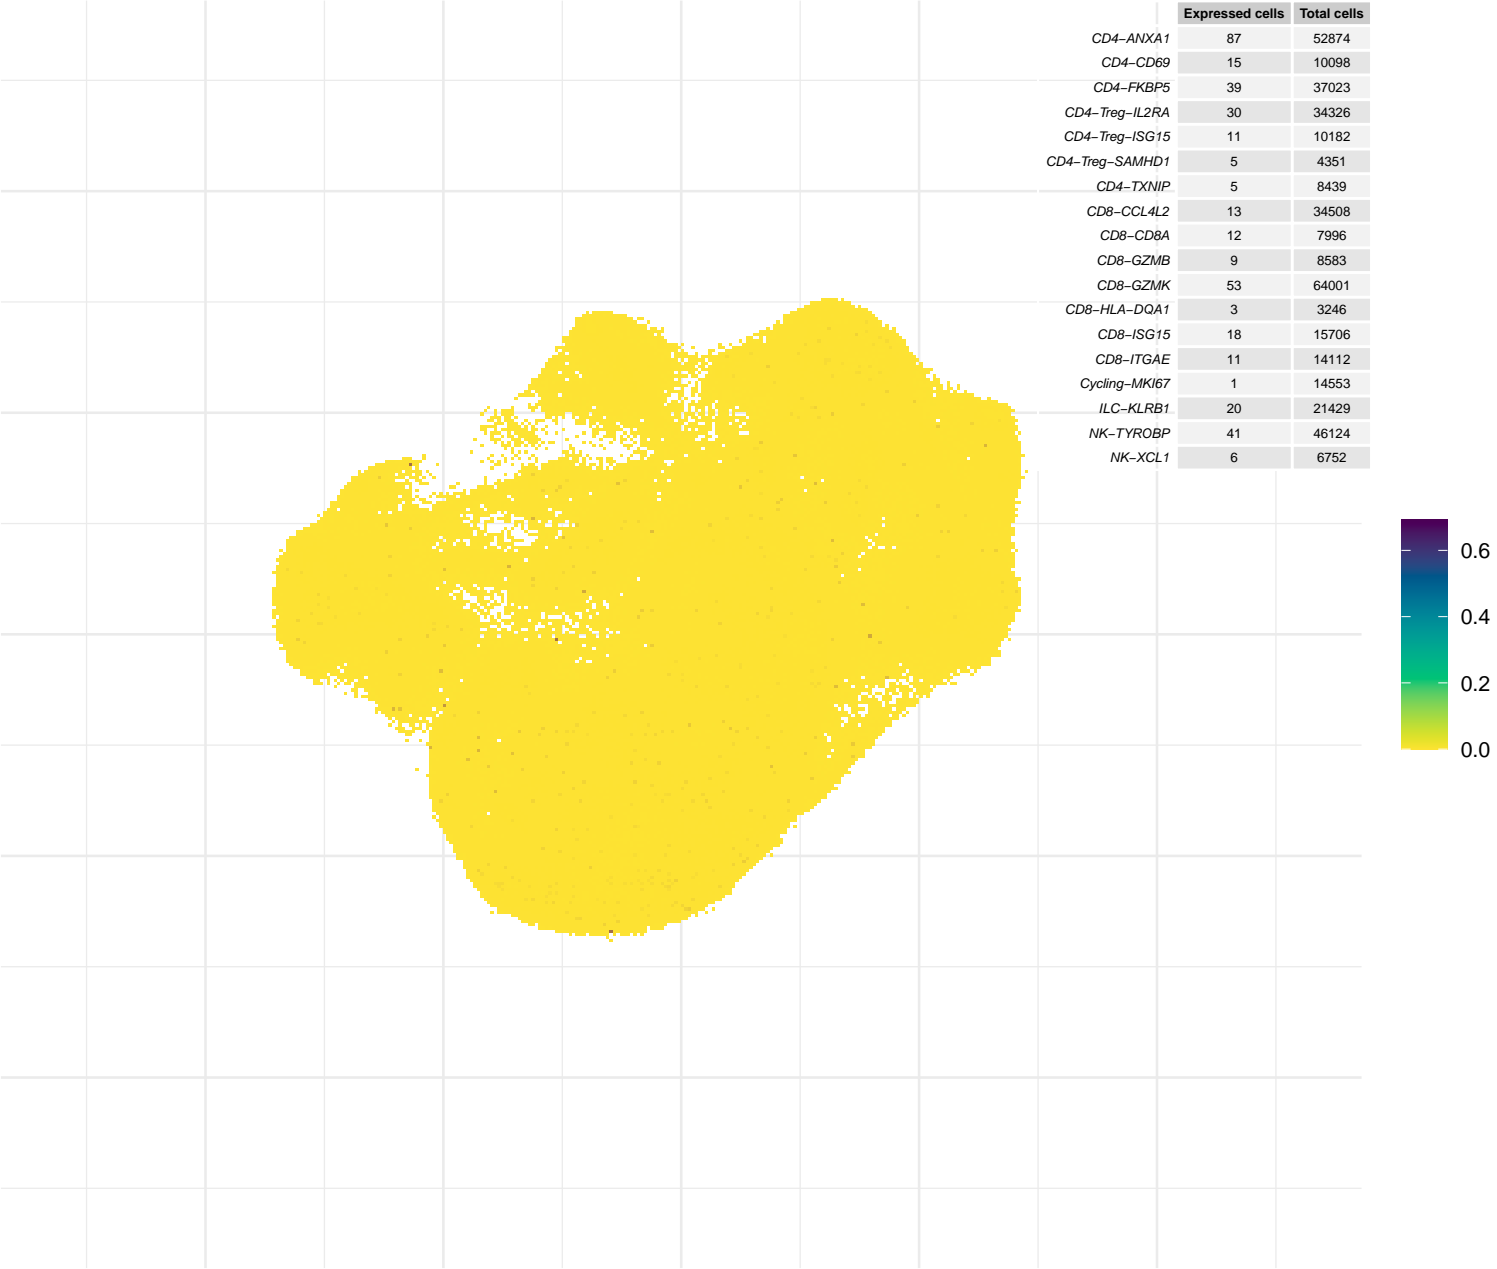 Expressed cells Total cells
CD4−ANXA1 87 52874
CD4−CD69 15 10098
CD4−FKBP5 39 37023
CD4−Treg−IL2RA 30 34326
CD4−Treg−ISG15 11 10182
CD4−Treg−SAMHD1 5 4351
CD4−TXNIP 5 8439
CD8−CCL4L2 13 34508
CD8−CD8A 12 7996
CD8−GZMB 9 8583
CD8−GZMK 53 64001
CD8−HLA−DQA1 3 3246
CD8−ISG15 18 15706
CD8−ITGAE 11 14112
Cycling−MKI67 1 14553
ILC−KLRB1 20 21429
NK−TYROBP 41 46124
NK−XCL1 6 6752
0.6
0.4
0.2
0.0